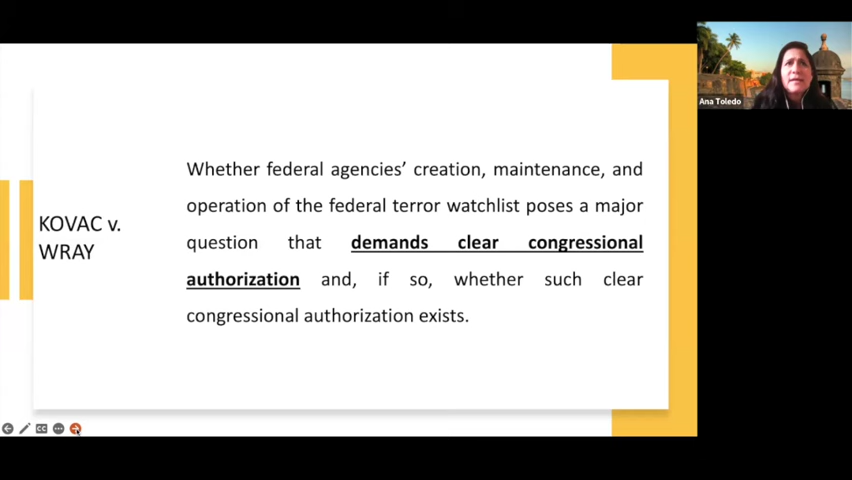 Ana Toledo
KOVAC v.
WRAY
Whether federal agencies’ creation, maintenance, and
operation of the federal terror watchlist poses a major
question that demands clear congressional
authorization and, if so, whether such clear
congressional authorization exists.
CC